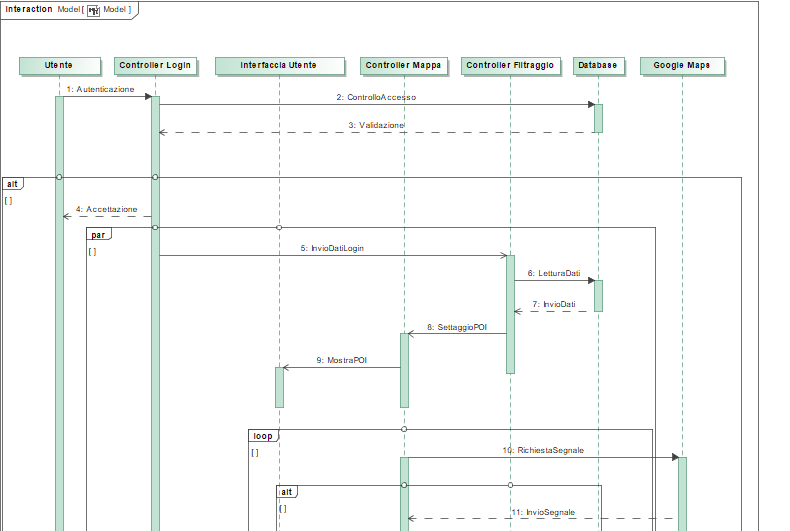 interaction Model [ Model ]
Utente
Controller Login
Interfaccia Utente
Controller Mappa
Controller Filtraggio
Database
Google Maps
1: Autenticazione
2: ControlloAccesso
3: Validazione
alt
[ ]
4: Accettazione
par
[ ]
5: InvioDatiLogin
6: LetturaDati
7: InvioDati
8: SettaggioPOI
9: MostraPOI
loop
[ ]
10: RichiestaSegnale
alt
[ ]
11: InvioSegnale